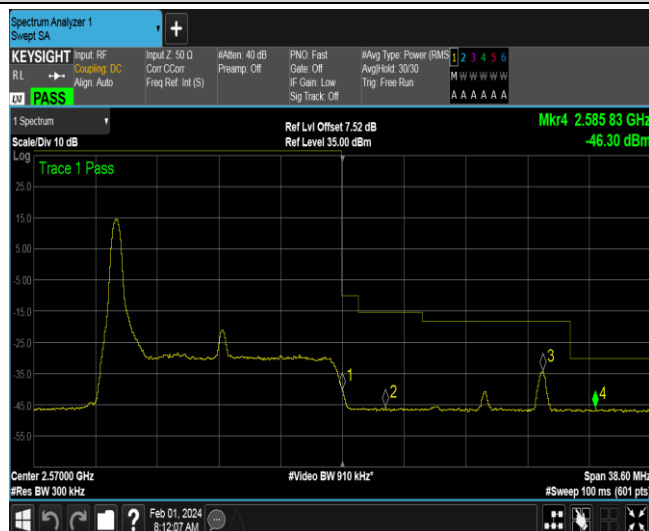 Spectrum Analyzer 1
Swept SA
+
KEYSIGHT Input: RF Input Z: 50 Ω #Atten: 40 dB PNO: Fast #Avg Type: Power (RMS 1 2 3 4 5 6
RL Coupling: DC Corr CCorr Preamp: Off Gate: Off Avg|Hold: 30/30 M W W W W W
Align: Auto Freq Ref: Int (S) IF Gain: Low Trig: Free Run
LXI PASS Sig Track: Off A A A A A A
1 Spectrum Ref Lvl Offset 7.52 dB Mkr4 2.585 83 GHz
Scale/Div 10 dB Ref Level 35.00 dBm -46.30 dBm
Log
Trace 1 Pass
25.0
15.0
5.00
-5.00
-15.0
-25.0
3
-35.0
1
2
4
-45.0
-55.0
Center 2.57000 GHz #Video BW 910 kHz* Span 38.60 MHz
#Res BW 300 kHz #Sweep 100 ms (601 pts)
? Feb 01, 2024
8:12:07 AM